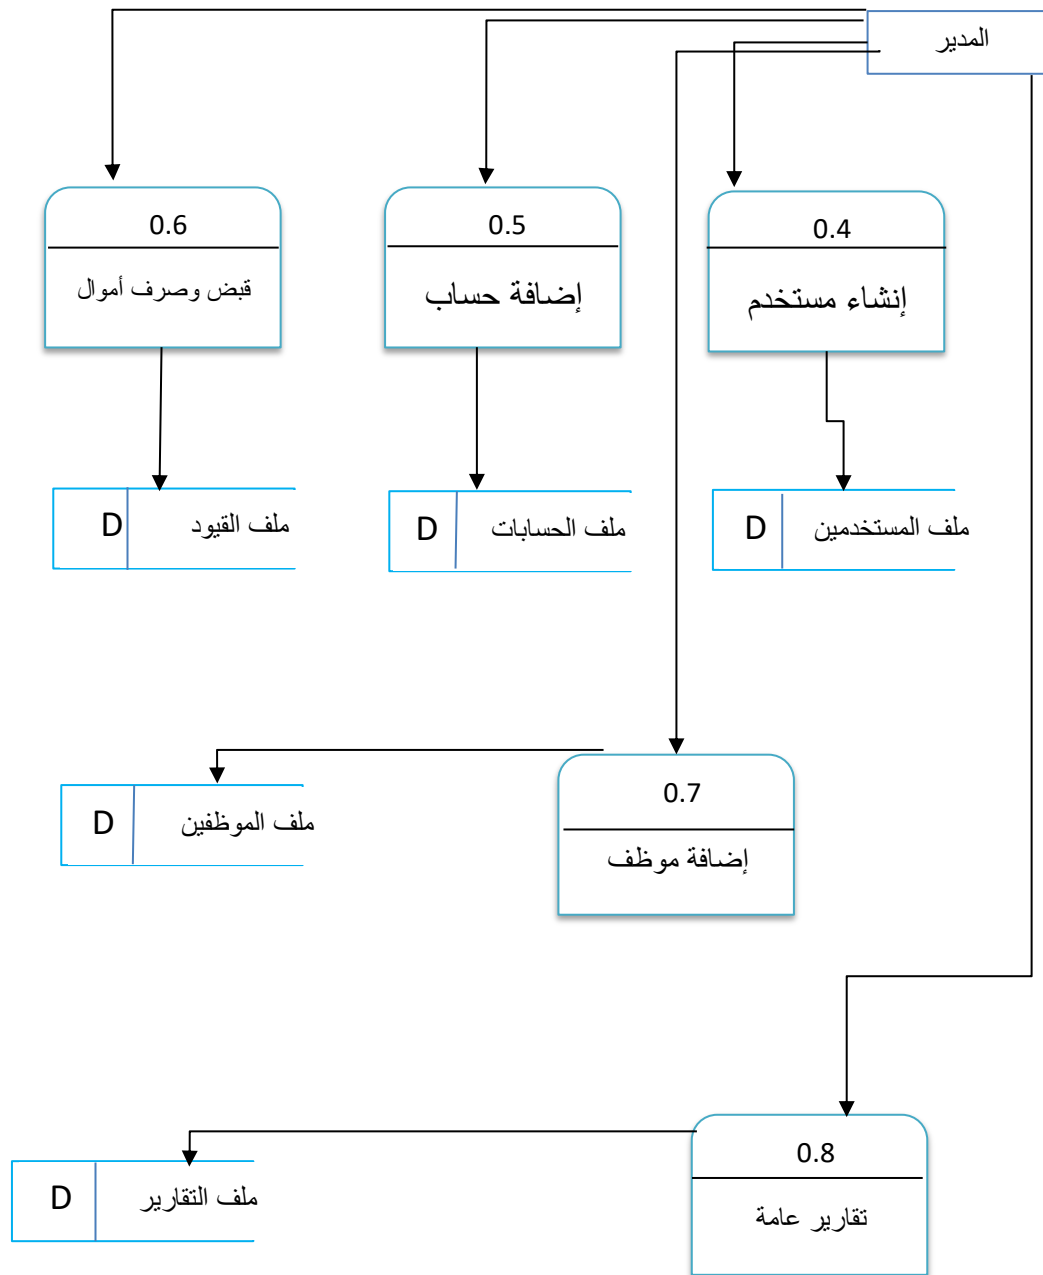 المدير
0.4
إنشاء مستخدم
0.5
إضافة حساب
0.6
قبض وصرف أموال
ملف المستخدمين
D
ملف الحسابات
D
ملف القيود
D
0.7
إضافة موظف
ملف الموظفين
D
0.8
تقارير عامة
ملف التقارير
D